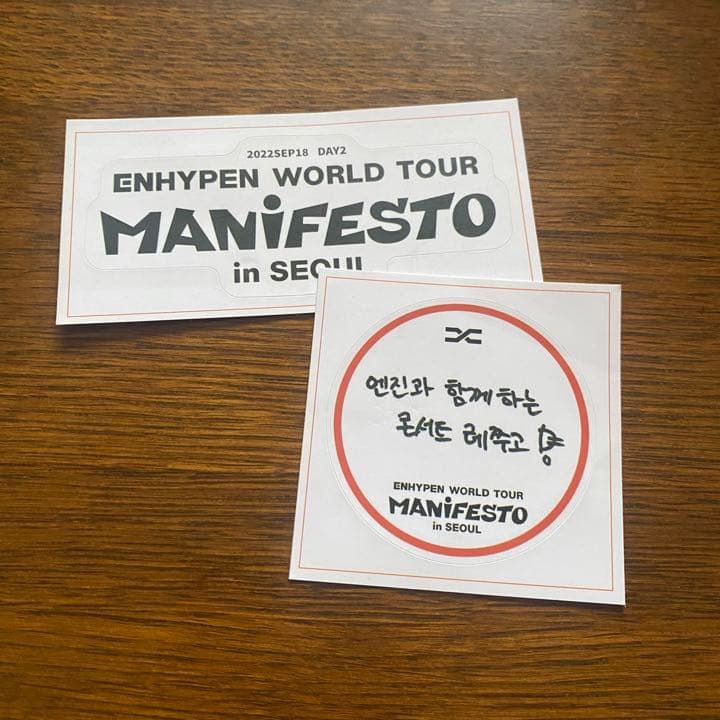 2022SEP18 DAY2
ENHYPEN WORLD TOUR
MANiFESTO
in SEOUL
엔진과 함께하는
콘서트 레쭈고
ENHYPEN WORLD TOUR
MANiFESTO
in SEOUL